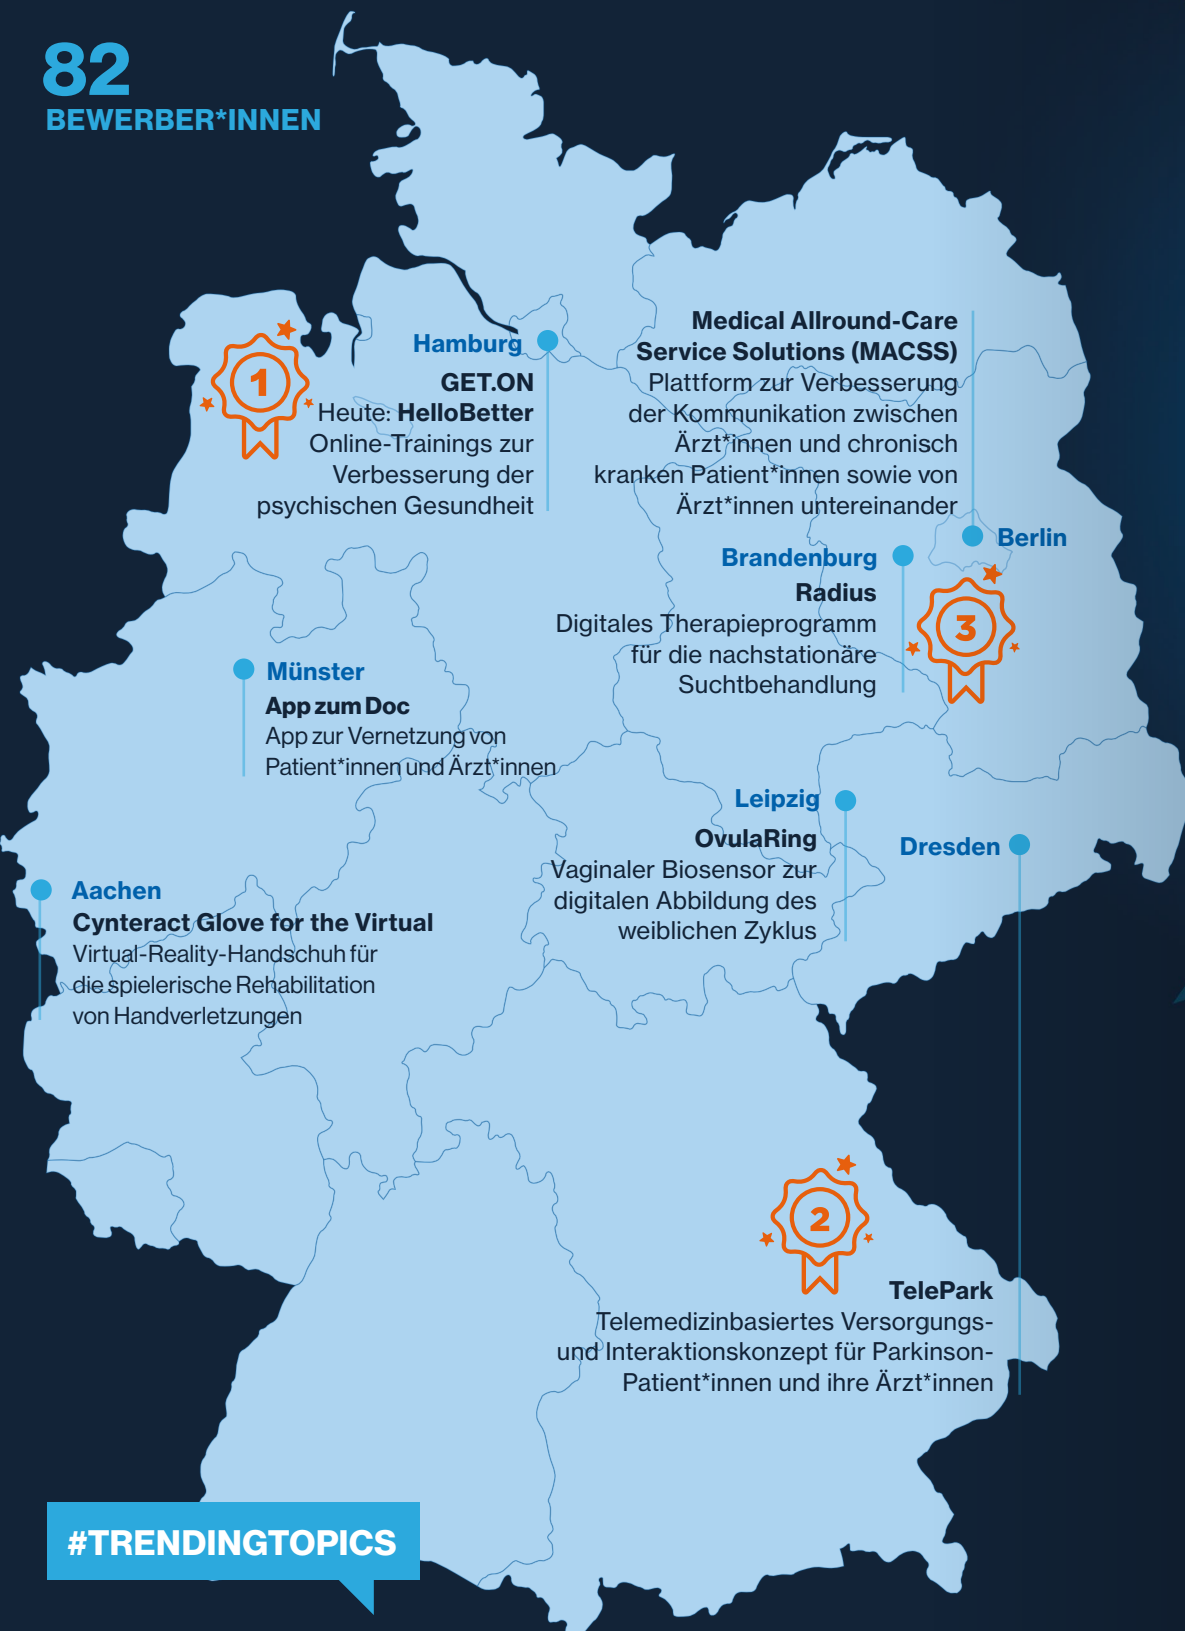 82
BEWERBER*INNEN
Hamburg
1
GET.ON
Heute: HelloBetter
Online-Trainings zur
Verbesserung der
psychischen Gesundheit
Medical Allround-Care
Service Solutions (MACSS)
Plattform zur Verbesserung
der Kommunikation zwischen
Ärzt*innen und chronisch
kranken Patient*innen sowie von
Ärzt*innen untereinander
Berlin
Brandenburg
Radius
Digitales Therapieprogramm
für die nachstationäre
Suchtbehandlung
3
Münster
App zum Doc
App zur Vernetzung von
Patient*innen und Ärzt*innen
Leipzig
OvulaRing
Vaginaler Biosensor zur
digitalen Abbildung des
weiblichen Zyklus
Dresden
Aachen
Cynteract Glove for the Virtual
Virtual-Reality-Handschuh für
die spielerische Rehabilitation
von Handverletzungen
2
TelePark
Telemedizinbasiertes Versorgungs-
und Interaktionskonzept für Parkinson-
Patient*innen und ihre Ärzt*innen
#TRENDINGTOPICS